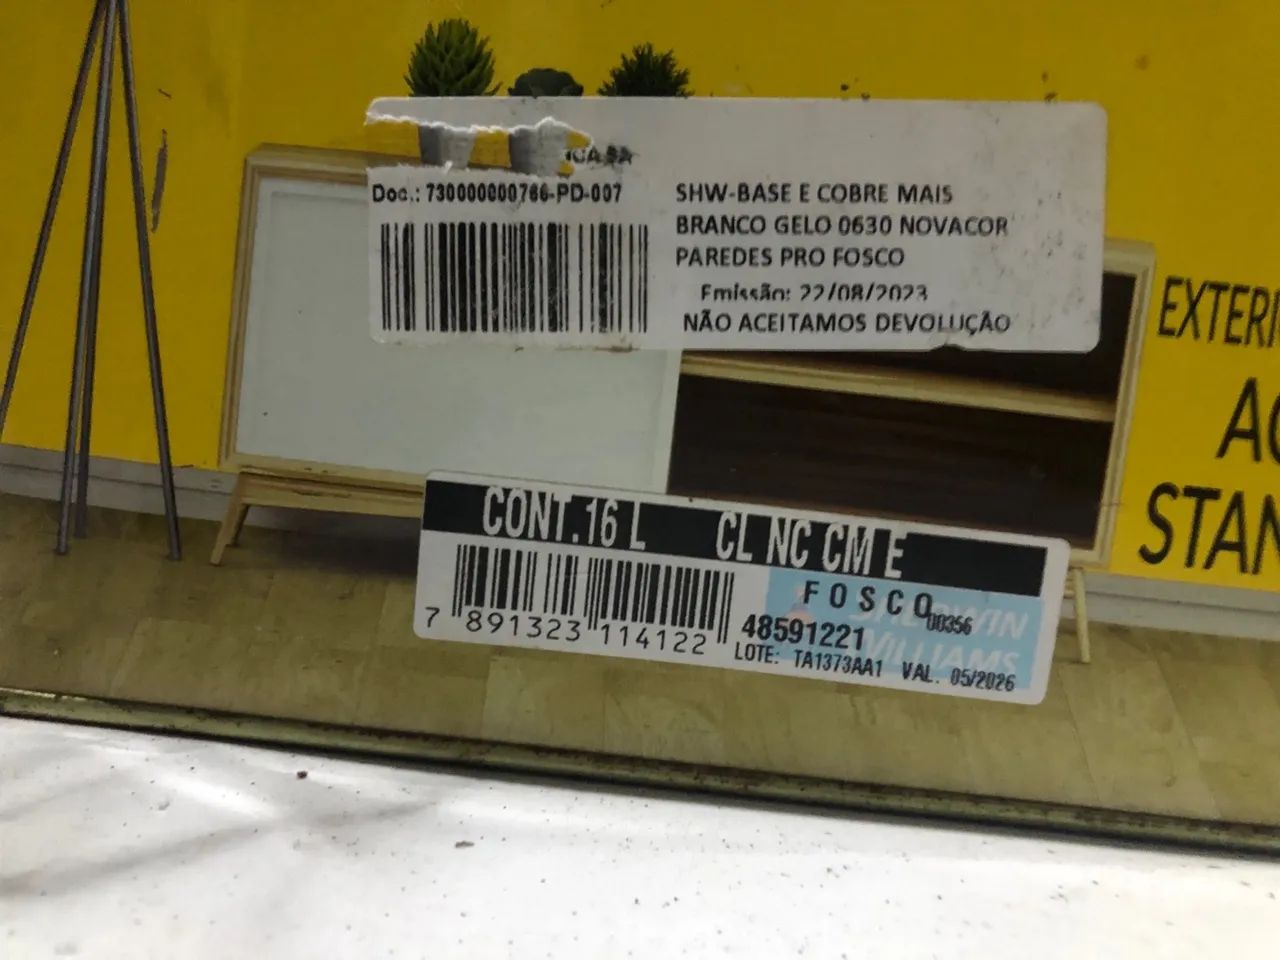 Doc.: 730000000766-PD-007
SHW-BASE E COBRE MAIS
BRANCO GELO 0630 NOVACOR
PAREDES PRO FOSCO
Emissão: 22/08/2023
NÃO ACEITAMOS DEVOLUÇÃO
EXTERI
AC
STAN
CONT.16 L CL NC CM E
FOSCO
00356
7 891323 114122
48591221
WILLIAMS
LOTE: TA1373AA1 VAL. 05/2026